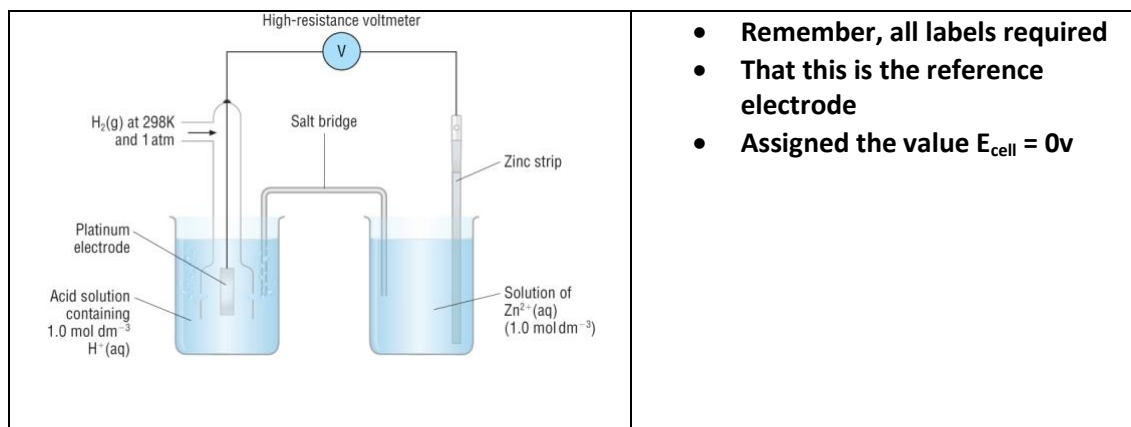 High-resistance voltmeter
V
H₂(g) at 298K
and 1 atm
Salt bridge
Zinc strip
Platinum
electrode
Acid solution
containing
1.0 mol dm⁻³
H⁺(aq)
Solution of
Zn²⁺(aq)
(1.0 mol dm⁻³)
• Remember, all labels required
• That this is the reference
electrode
• Assigned the value E_cell = 0v